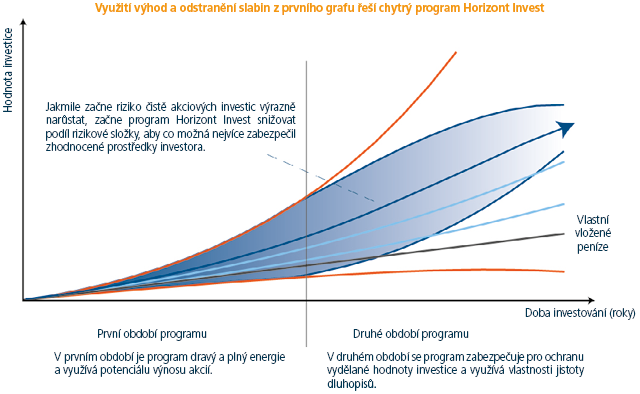 Využití výhod a odstranění slabin z prvního grafu řeší chytrý program Horizont Invest
Hodnota investice
Jakmile začne riziko čistě akciových investic výrazně
narůstat, začne program Horizont Invest snižovat
podíl rizikové složky, aby co možná nejvíce zabezpečil
zhodnocené prostředky investora.
Vlastní
vložené
peníze
Doba investování (roky)
První období programu
V prvním období je program dravý a plný energie
a využívá potenciálu výnosu akcií.
Druhé období programu
V druhém období se program zabezpečuje pro ochranu
vydělané hodnoty investice a využívá vlastnosti jistoty
dluhopisů.